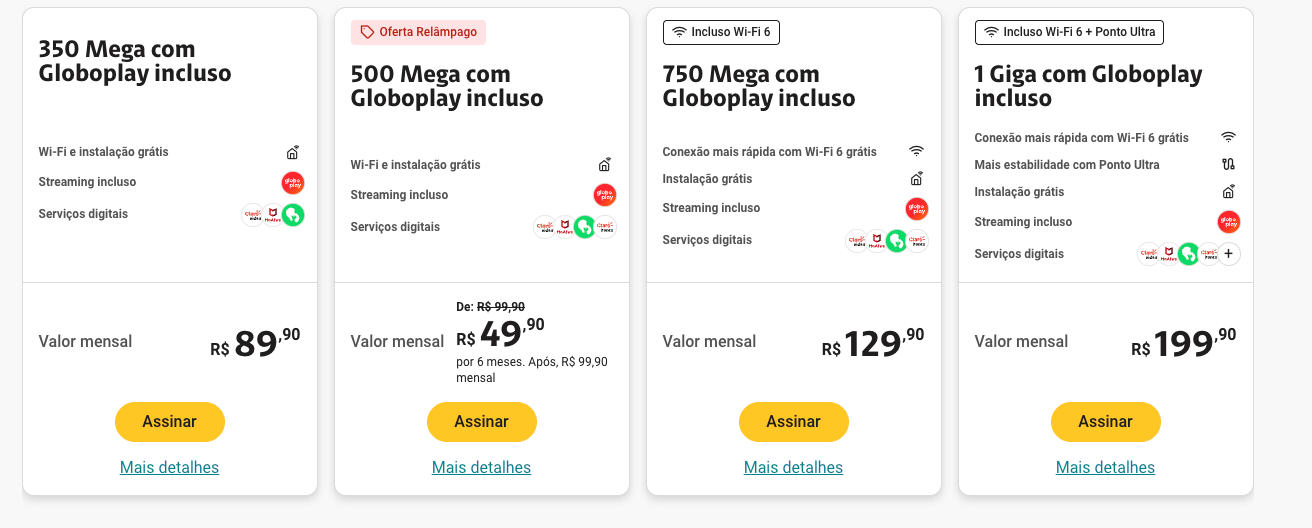 350 Mega com
Globoplay incluso
Wi-Fi e instalação grátis
Streaming incluso
Serviços digitais
Valor mensal
R$ 89,90
Assinar
Mais detalhes
Oferta Relâmpago
500 Mega com
Globoplay incluso
Wi-Fi e instalação grátis
Streaming incluso
Serviços digitais
Valor mensal
De: R$ 99,90
R$ 49,90
por 6 meses. Após, R$ 99,90
mensal
Assinar
Mais detalhes
Incluso Wi-Fi 6
750 Mega com
Globoplay incluso
Conexão mais rápida com Wi-Fi 6 grátis
Instalação grátis
Streaming incluso
Serviços digitais
Valor mensal
R$ 129,90
Assinar
Mais detalhes
Incluso Wi-Fi 6 + Ponto Ultra
1 Giga com Globoplay
incluso
Conexão mais rápida com Wi-Fi 6 grátis
Mais estabilidade com Ponto Ultra
Instalação grátis
Streaming incluso
Serviços digitais
Valor mensal
R$ 199,90
Assinar
Mais detalhes